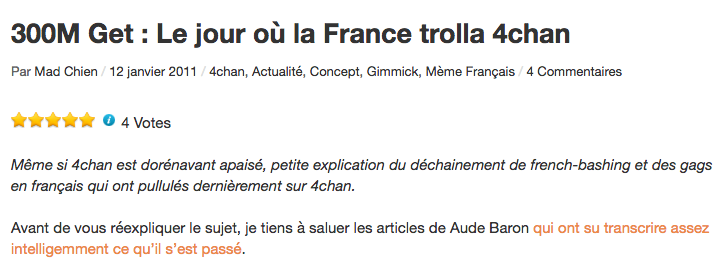 300M Get : Le jour où la France trolla 4chan
Par Mad Chien / 12 janvier 2011 / 4chan, Actualité, Concept, Gimmick, Mème Français / 4 Commentaires
4 Votes
Même si 4chan est dorénavant apaisé, petite explication du déchainement de french-bashing et des gags
en français qui ont pullulés dernièrement sur 4chan.
Avant de vous réexpliquer le sujet, je tiens à saluer les articles de Aude Baron qui ont su transcrire assez
intelligemment ce qu'il s'est passé.